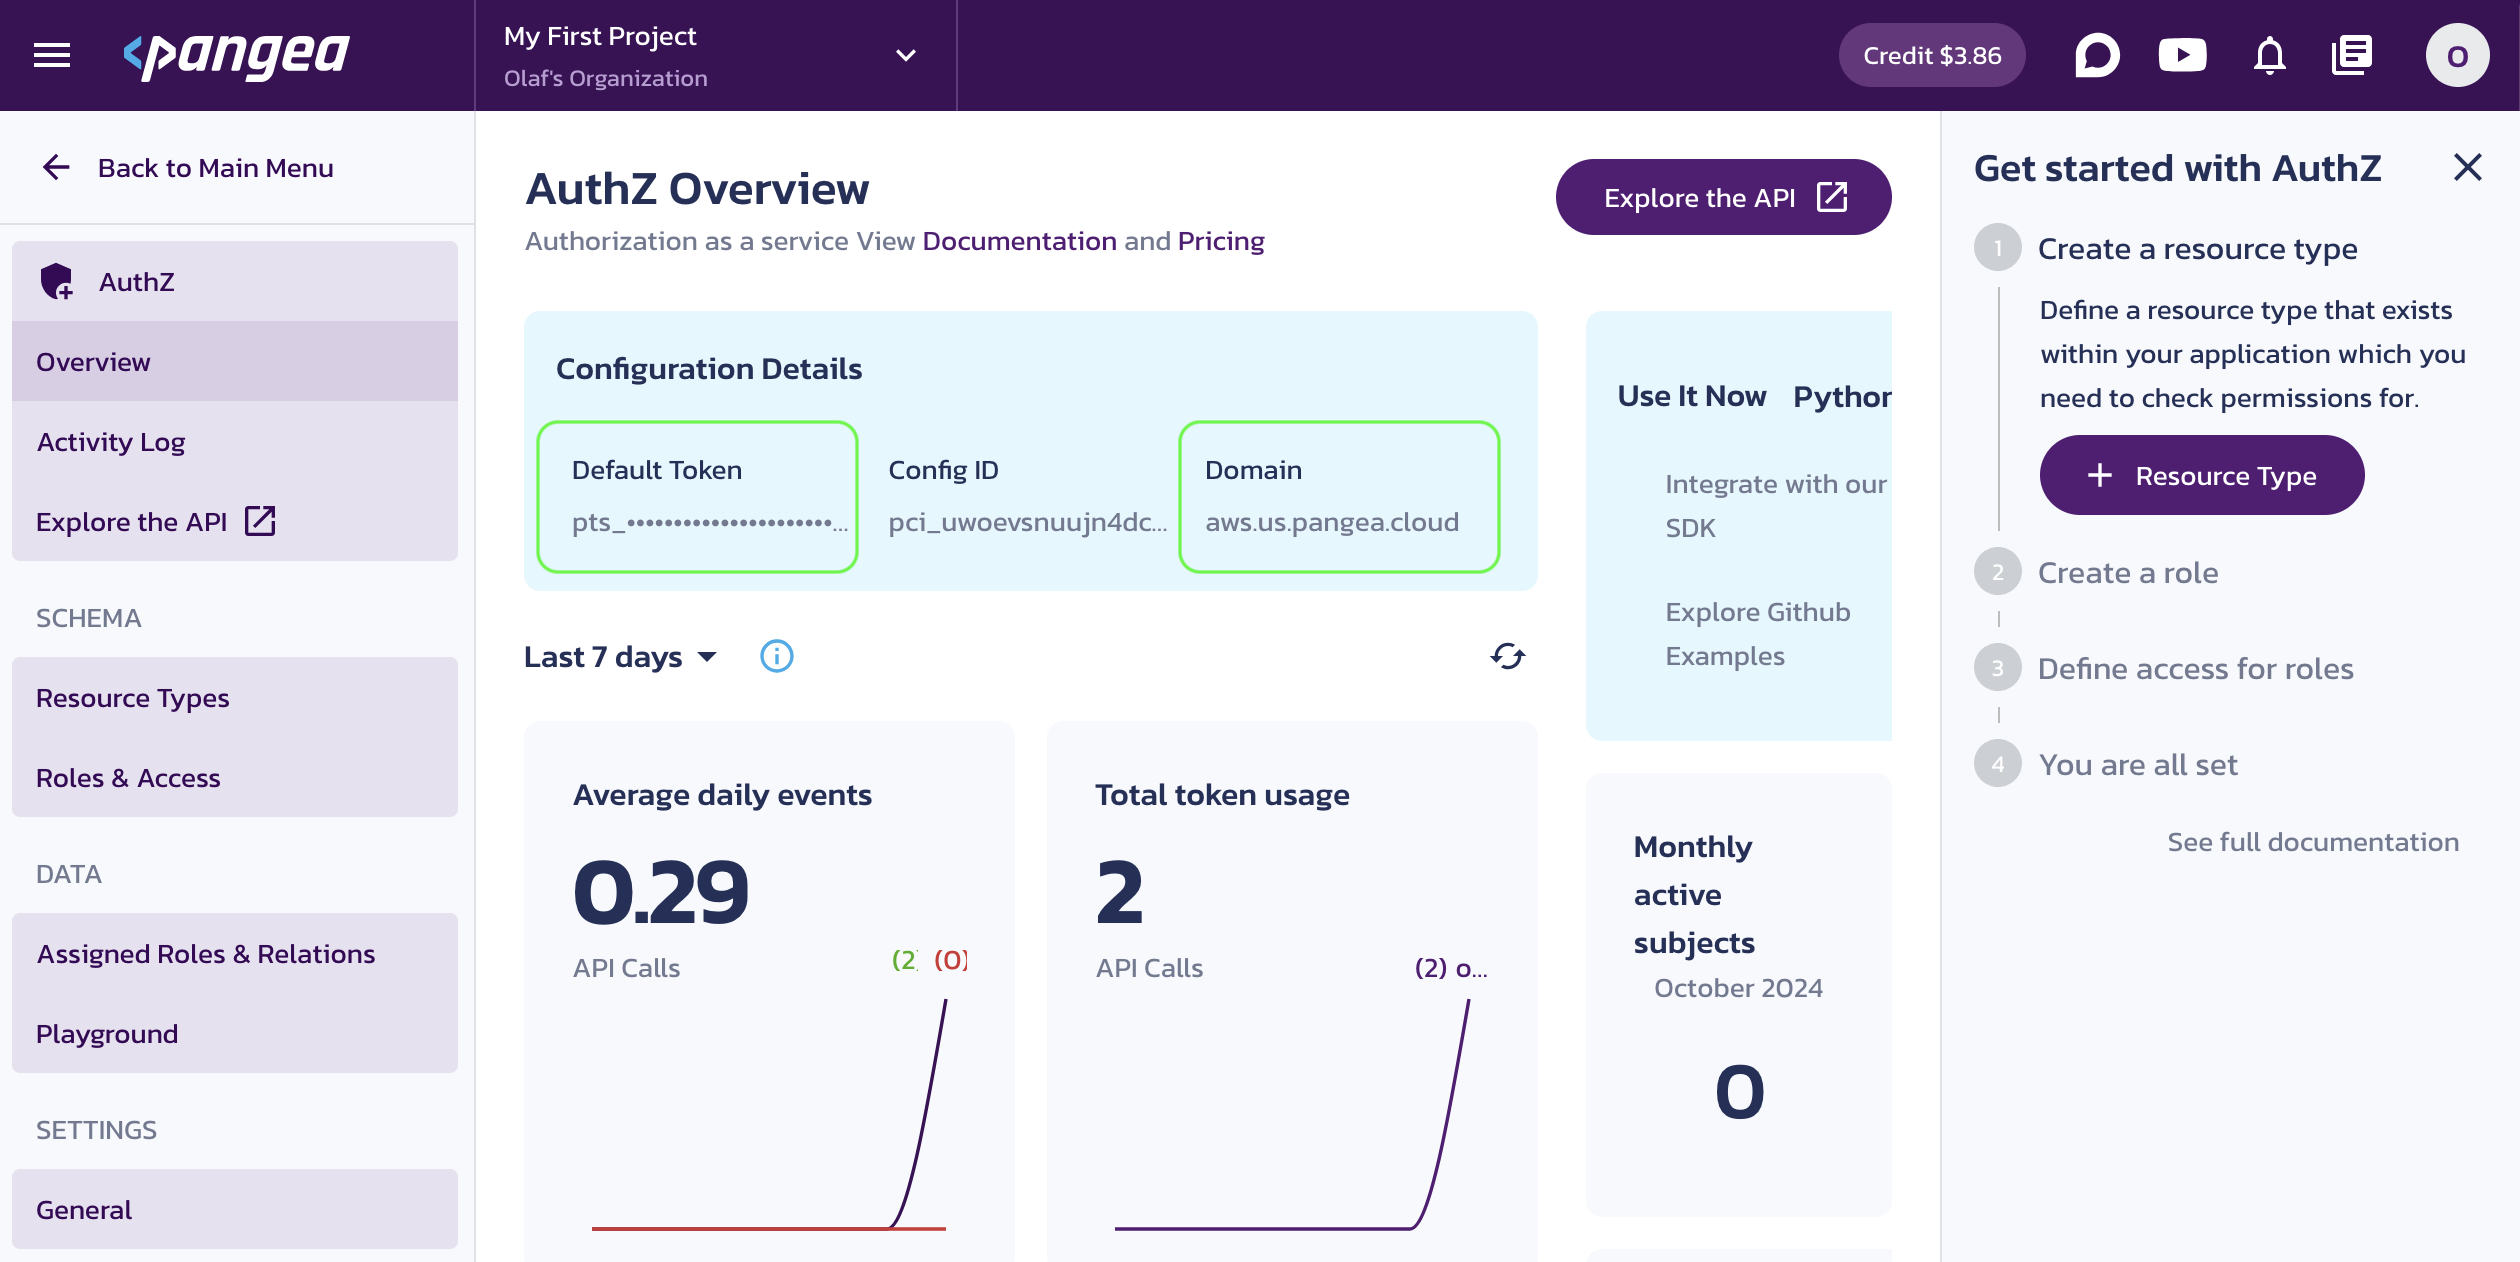 pangea
My First Project
Olaf's Organization
Credit $3.86
O
Back to Main Menu
AuthZ
Overview
Activity Log
Explore the API
SCHEMA
Resource Types
Roles & Access
DATA
Assigned Roles & Relations
Playground
SETTINGS
General
AuthZ Overview
Authorization as a service View Documentation and Pricing
Explore the API
Configuration Details
Default Token
pts_••••••••••••••••••••••...
Config ID
pci_uwoevsnuujn4dc...
Domain
aws.us.pangea.cloud
Use It Now Python
Integrate with our
SDK
Explore Github
Examples
Last 7 days
Average daily events
0.29
API Calls
(2) (0)
Total token usage
2
API Calls
(2) o...
Monthly
active
subjects
October 2024
0
Get started with AuthZ
1 Create a resource type
Define a resource type that exists
within your application which you
need to check permissions for.
+ Resource Type
2 Create a role
3 Define access for roles
4 You are all set
See full documentation